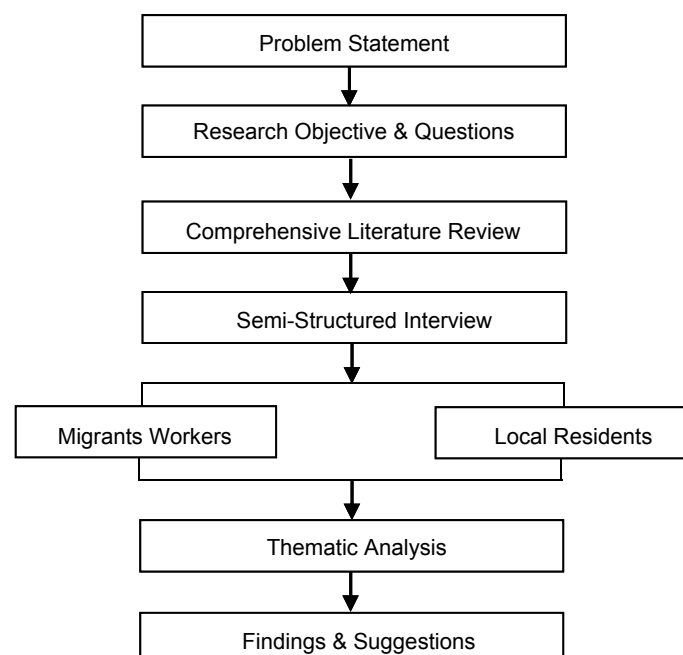 Problem Statement
Research Objective & Questions
Comprehensive Literature Review
Semi-Structured Interview
Migrants Workers
Local Residents
Thematic Analysis
Findings & Suggestions